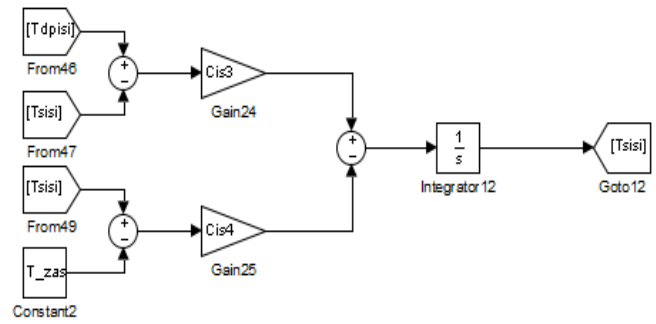 [Tdpisi]
From46
[Tsisi]
From47
[Tsisi]
From49
T_zas
Constant2
+
−
Cis3
Gain24
+
−
Cis4
Gain25
+
−
1
s
Integrator12
[Tsisi]
Goto12